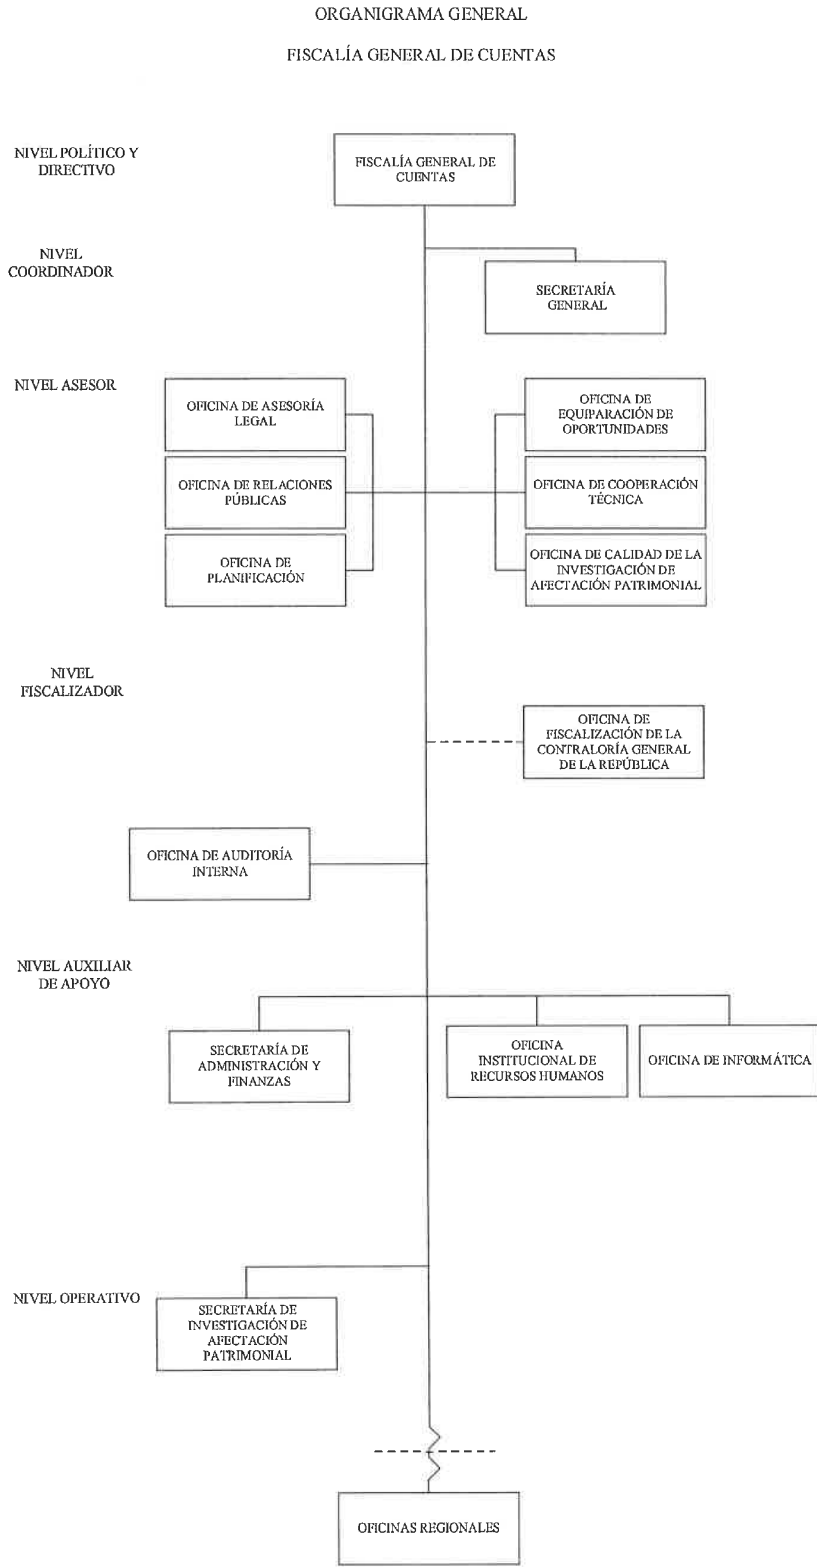 ORGANIGRAMA GENERAL
FISCALÍA GENERAL DE CUENTAS
NIVEL POLÍTICO Y
DIRECTIVO
FISCALÍA GENERAL DE
CUENTAS
NIVEL
COORDINADOR
SECRETARÍA
GENERAL
NIVEL ASESOR
OFICINA DE ASESORÍA
LEGAL
OFICINA DE
EQUIPARACIÓN DE
OPORTUNIDADES
OFICINA DE RELACIONES
PÚBLICAS
OFICINA DE COOPERACIÓN
TÉCNICA
OFICINA DE
PLANIFICACIÓN
OFICINA DE CALIDAD DE LA
INVESTIGACIÓN DE
AFECTACIÓN PATRIMONIAL
NIVEL
FISCALIZADOR
OFICINA DE
FISCALIZACIÓN DE LA
CONTRALORÍA GENERAL
DE LA REPÚBLICA
OFICINA DE AUDITORÍA
INTERNA
NIVEL AUXILIAR
DE APOYO
SECRETARÍA DE
ADMINISTRACIÓN Y
FINANZAS
OFICINA
INSTITUCIONAL DE
RECURSOS HUMANOS
OFICINA DE INFORMÁTICA
NIVEL OPERATIVO
SECRETARÍA DE
INVESTIGACIÓN DE
AFECTACIÓN
PATRIMONIAL
OFICINAS REGIONALES